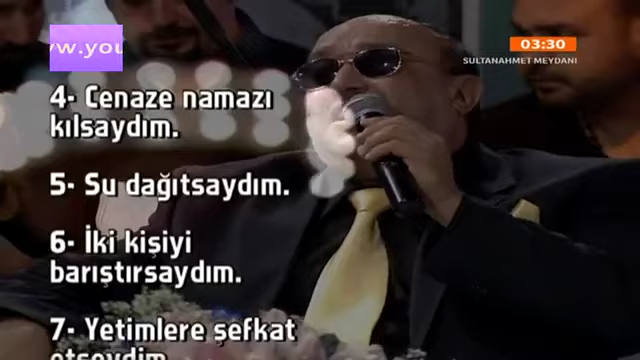 w.you
03:30
SULTANAHMET MEYDANI
4- Cenaze namazı
kılsaydım.
5- Su dağıtsaydım.
6- İki kişiyi
barıştırsaydım.
7- Yetimlere şefkat
etseydim